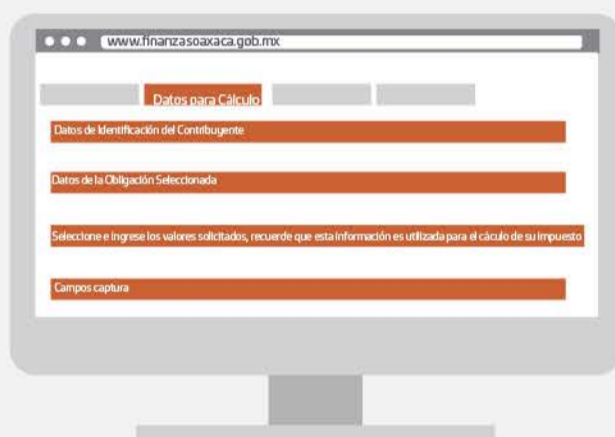 www.finanzasoaxaca.gob.mx
Datos para Cálculo
Datos de Identificación del Contribuyente
Datos de la Obligación Seleccionada
Seleccione e ingrese los valores solicitados, recuerde que esta información es utilizada para el cáculo de su impuesto
Campos captura